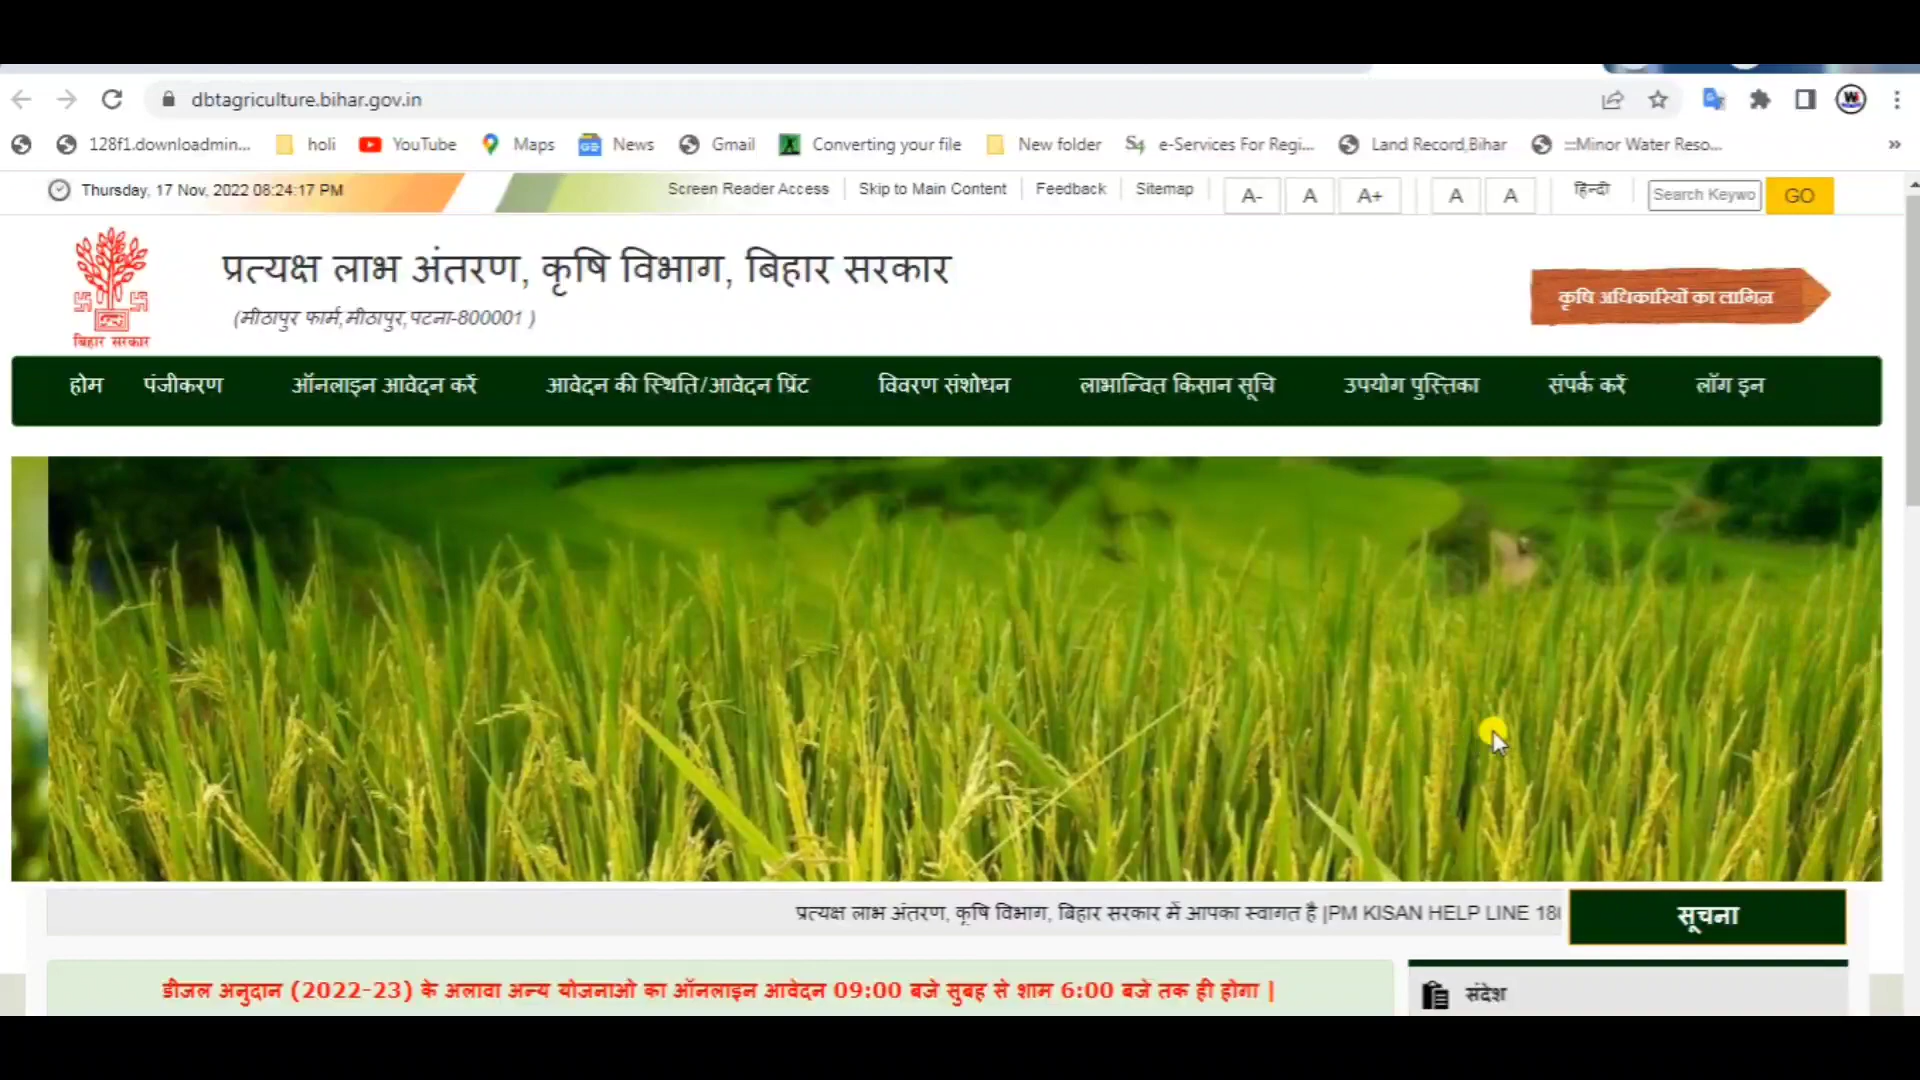 dbtagriculture.bihar.gov.in
128f1.downloadmin... holi YouTube Maps News Gmail Converting your file New folder e-Services For Regi... Land Record,Bihar :::Minor Water Reso... »
Thursday, 17 Nov, 2022 08:24:17 PM Screen Reader Access Skip to Main Content Feedback Sitemap A- A A+ A A हिन्दी Search Keywo GO
प्रत्यक्ष लाभ अंतरण, कृषि विभाग, बिहार सरकार
(मीठापुर फार्म,मीठापुर,पटना-800001 )
बिहार सरकार
कृषि अधिकारियों का लागिन
होम पंजीकरण ऑनलाइन आवेदन करें आवेदन की स्थिति/आवेदन प्रिंट विवरण संशोधन लाभान्वित किसान सूचि उपयोग पुस्तिका संपर्क करें लॉग इन
प्रत्यक्ष लाभ अंतरण, कृषि विभाग, बिहार सरकार में आपका स्वागत है |PM KISAN HELP LINE 18
सूचना
डीजल अनुदान (2022-23) के अलावा अन्य योजनाओ का ऑनलाइन आवेदन 09:00 बजे सुबह से शाम 6:00 बजे तक ही होगा |
संदेश